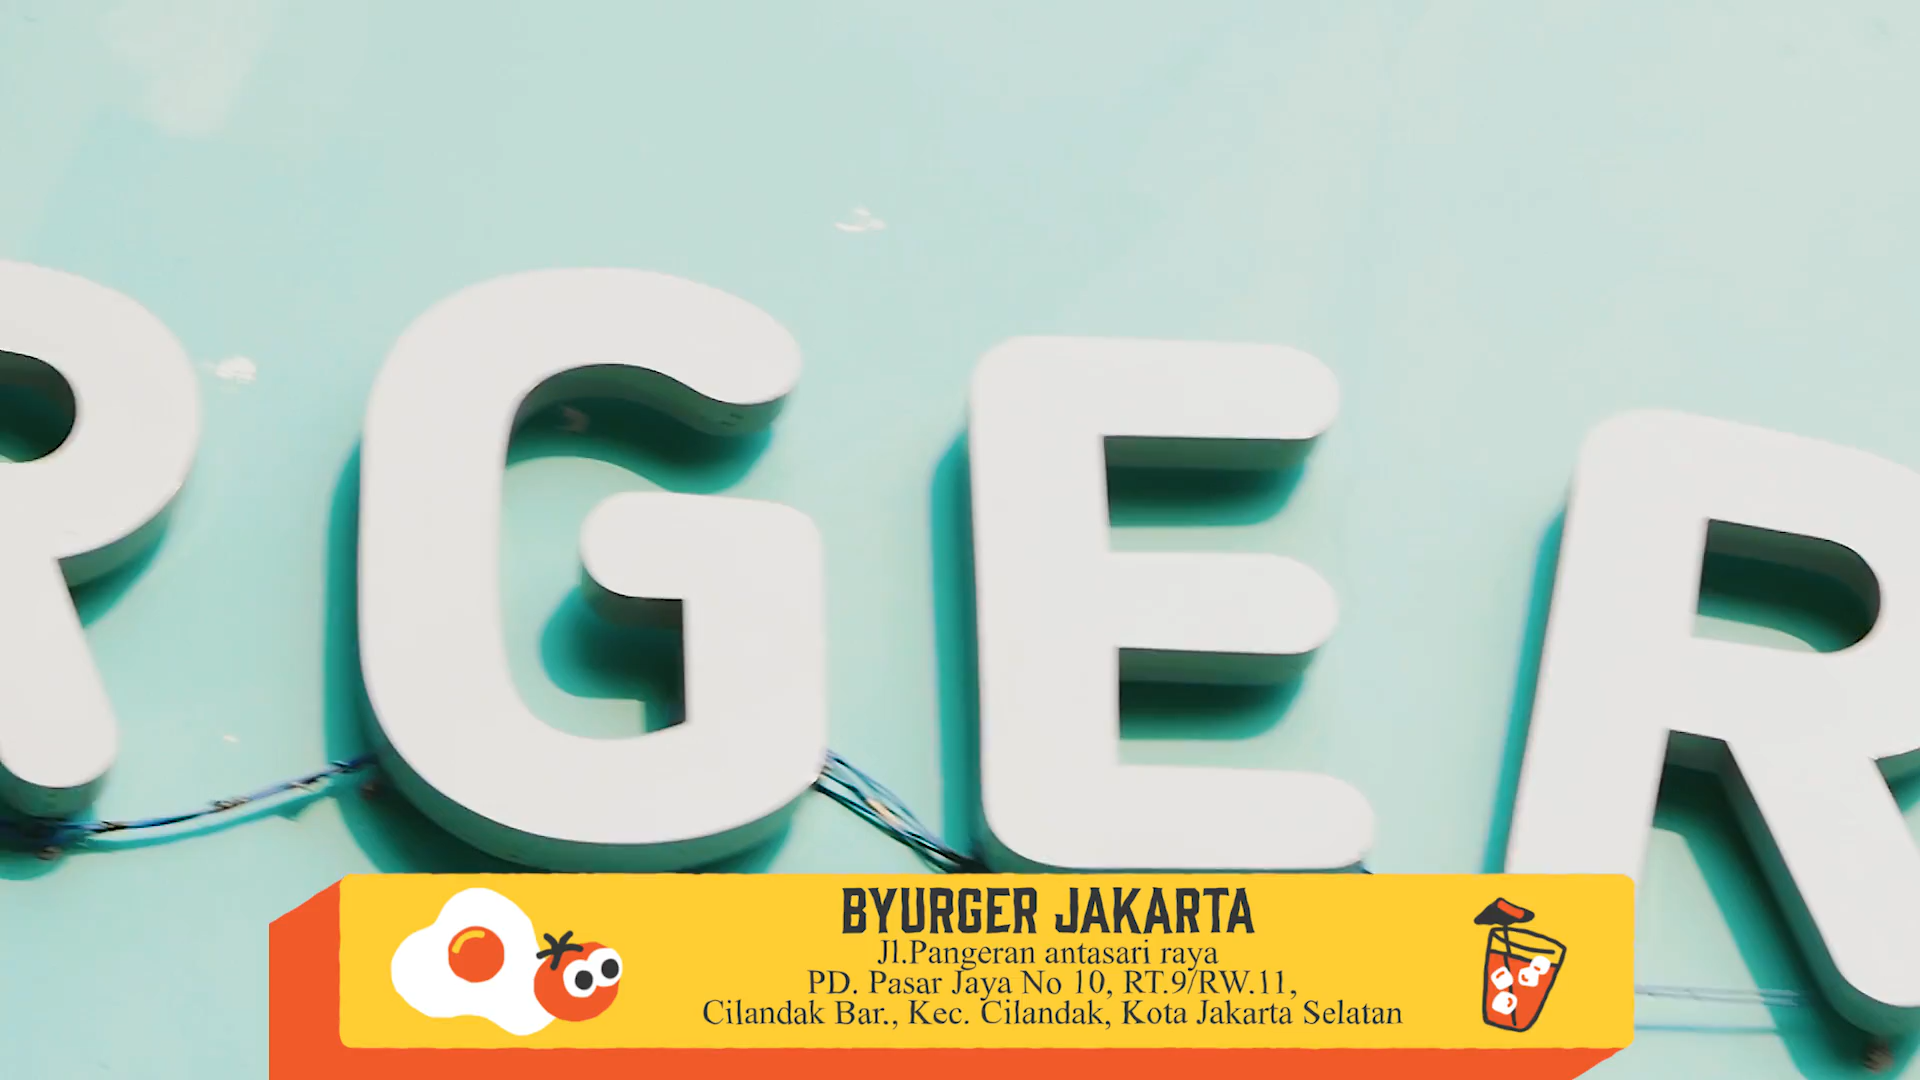 RGER
BYURGER JAKARTA
Jl.Pangeran antasari raya
PD. Pasar Jaya No 10, RT.9/RW.11,
Cilandak Bar., Kec. Cilandak, Kota Jakarta Selatan